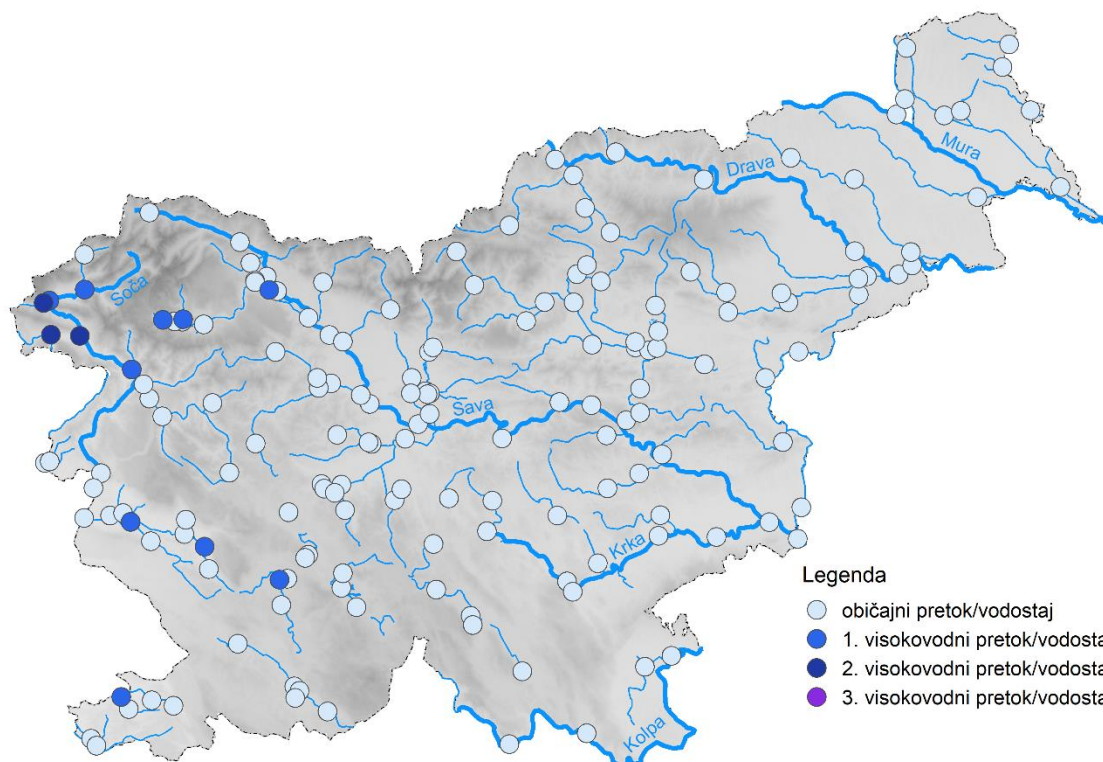 Mura
Drava
Soča
Sava
Krka
Kolpa
Legenda
običajni pretok/vodostaj
1. visokovodni pretok/vodosta
2. visokovodni pretok/vodosta
3. visokovodni pretok/vodosta